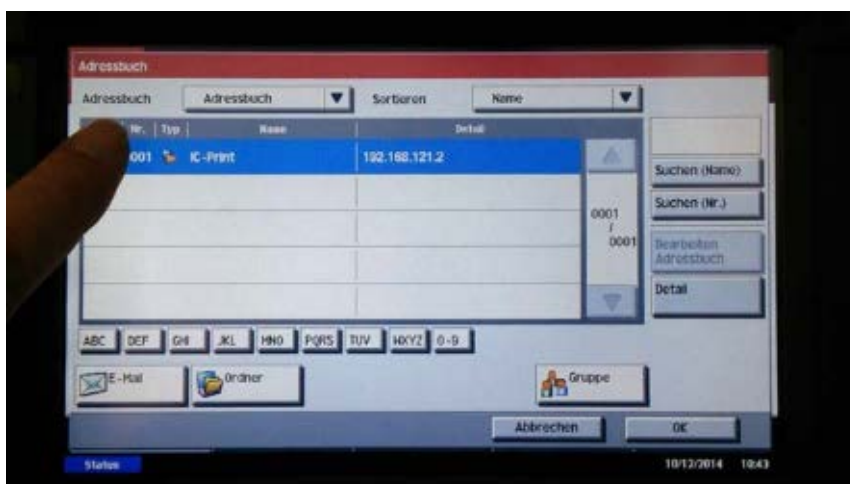 Adressbuch
Adressbuch Adressbuch Sortieren Name
Nr. Typ Name Detail
001 IC-Print 192.168.121.2
Suchen (Name)
Suchen (Nr.)
0001
/
0001
Bearbeiten
Adressbuch
Detail
ABC DEF GHI JKL MNO PQRS TUV WXYZ 0-9
E-Mail Ordner Gruppe
Abbrechen OK
Status 10/12/2014 10:43